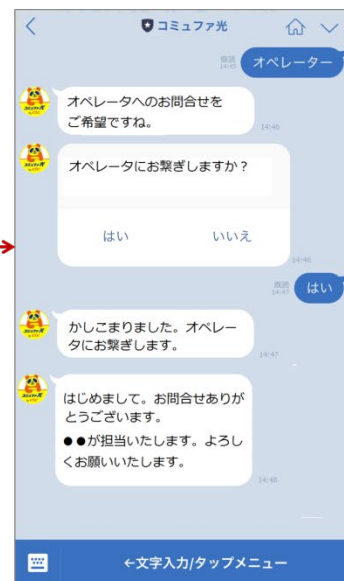 コミュファ光
オペレーター
既読
14:45
オペレータへのお問合せを
ご希望ですね。
14:46
オペレータにお繋ぎしますか？
はい いいえ
14:46
既読
14:47
はい
かしこまりました。オペレー
タにお繋ぎします。
14:47
はじめまして。お問合せありが
とうございます。
●●が担当いたします。よろし
くお願いいたします。
14:48
←文字入力/タップメニュー